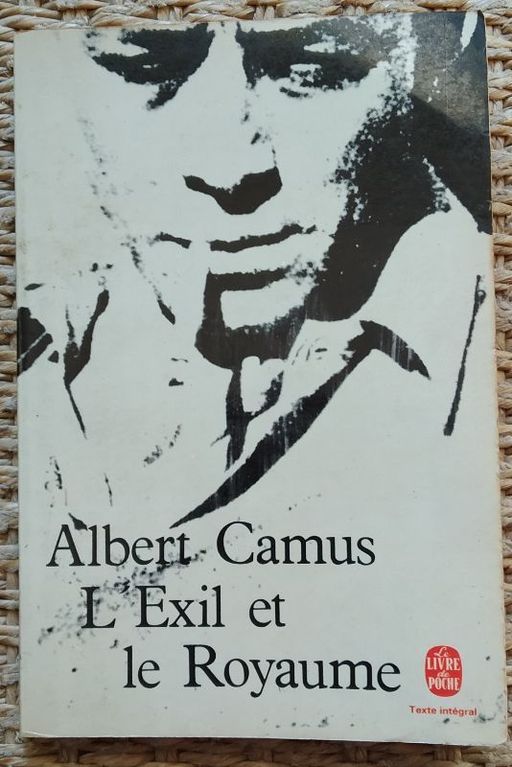 Albert Camus
L'Exil et
le Royaume
Le
LIVRE
de
POCHE
Texte intégral